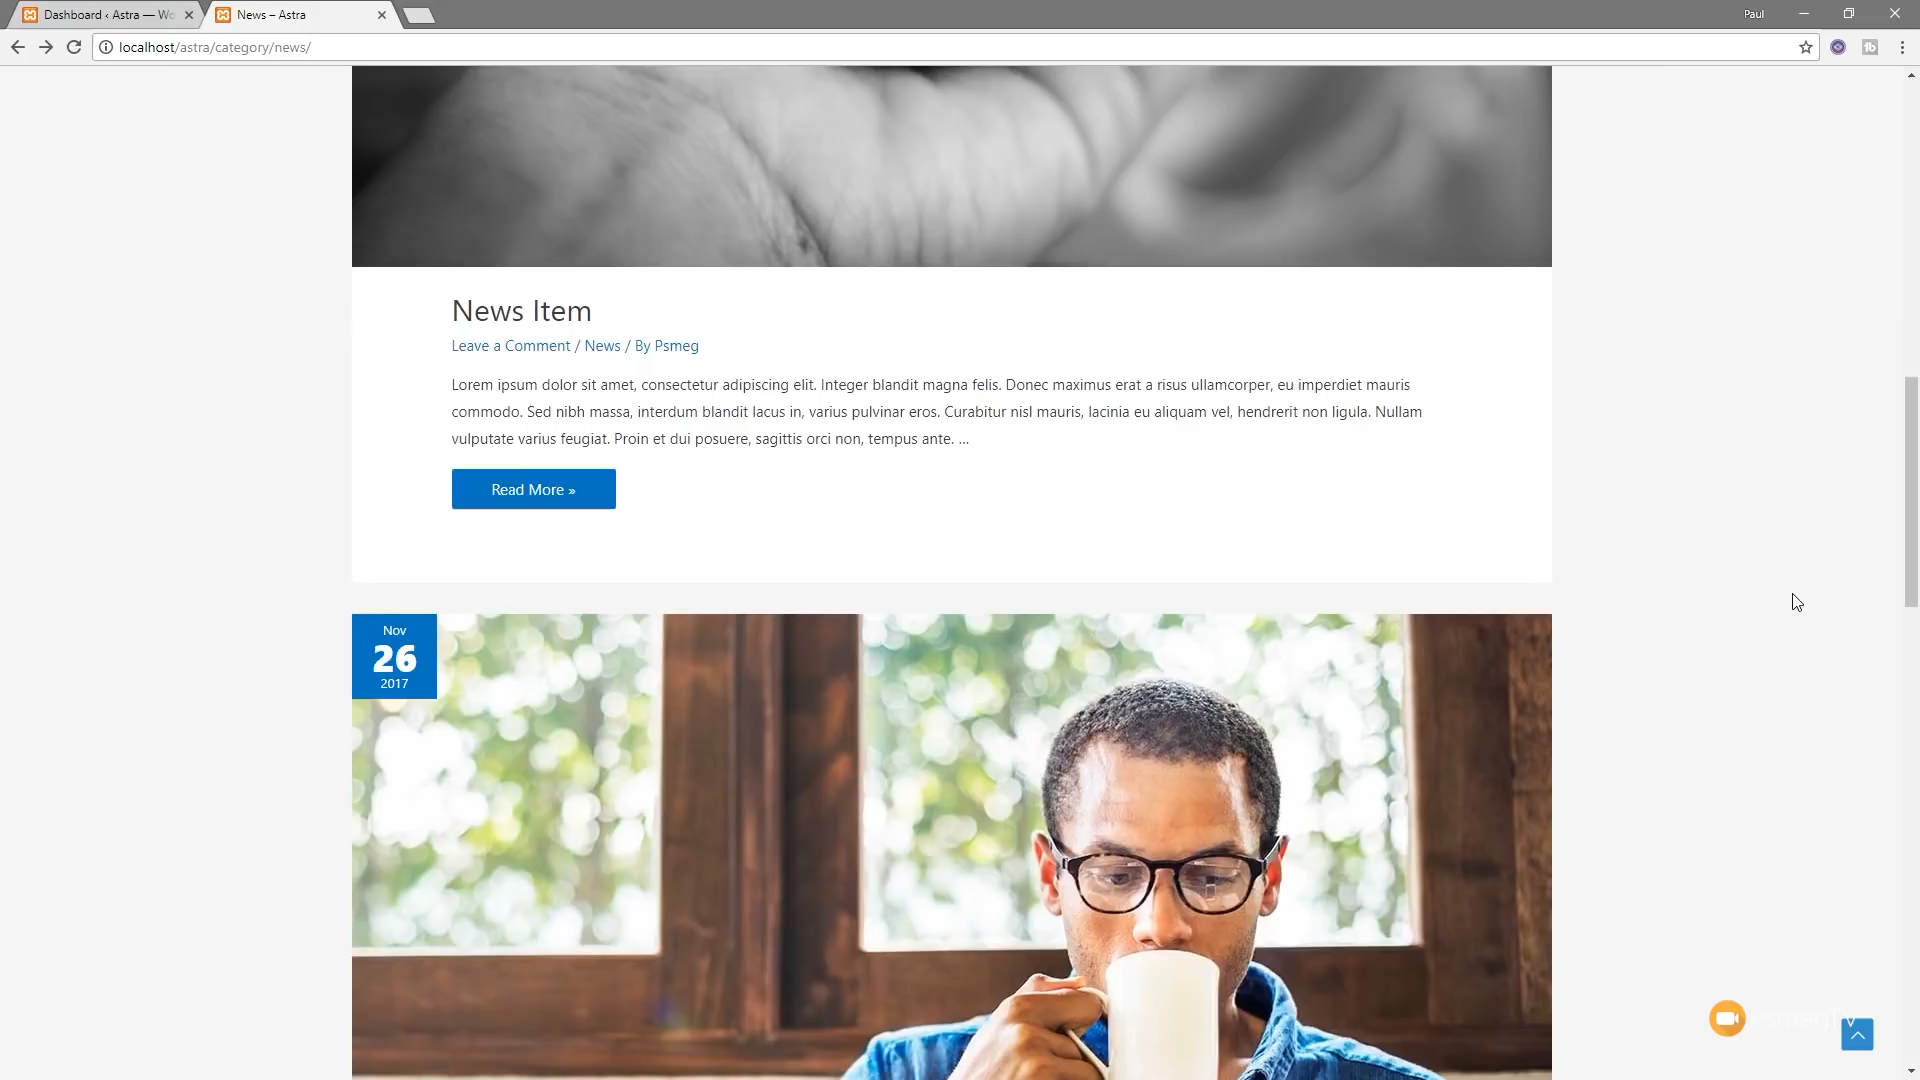 Dashboard ‹ Astra — Wo
News – Astra
Paul
localhost/astra/category/news/
News Item
Leave a Comment / News / By Psmeg
Lorem ipsum dolor sit amet, consectetur adipiscing elit. Integer blandit magna felis. Donec maximus erat a risus ullamcorper, eu imperdiet mauris
commodo. Sed nibh massa, interdum blandit lacus in, varius pulvinar eros. Curabitur nisl mauris, lacinia eu aliquam vel, hendrerit non ligula. Nullam
vulputate varius feugiat. Proin et dui posuere, sagittis orci non, tempus ante. …
Read More »
Nov
26
2017